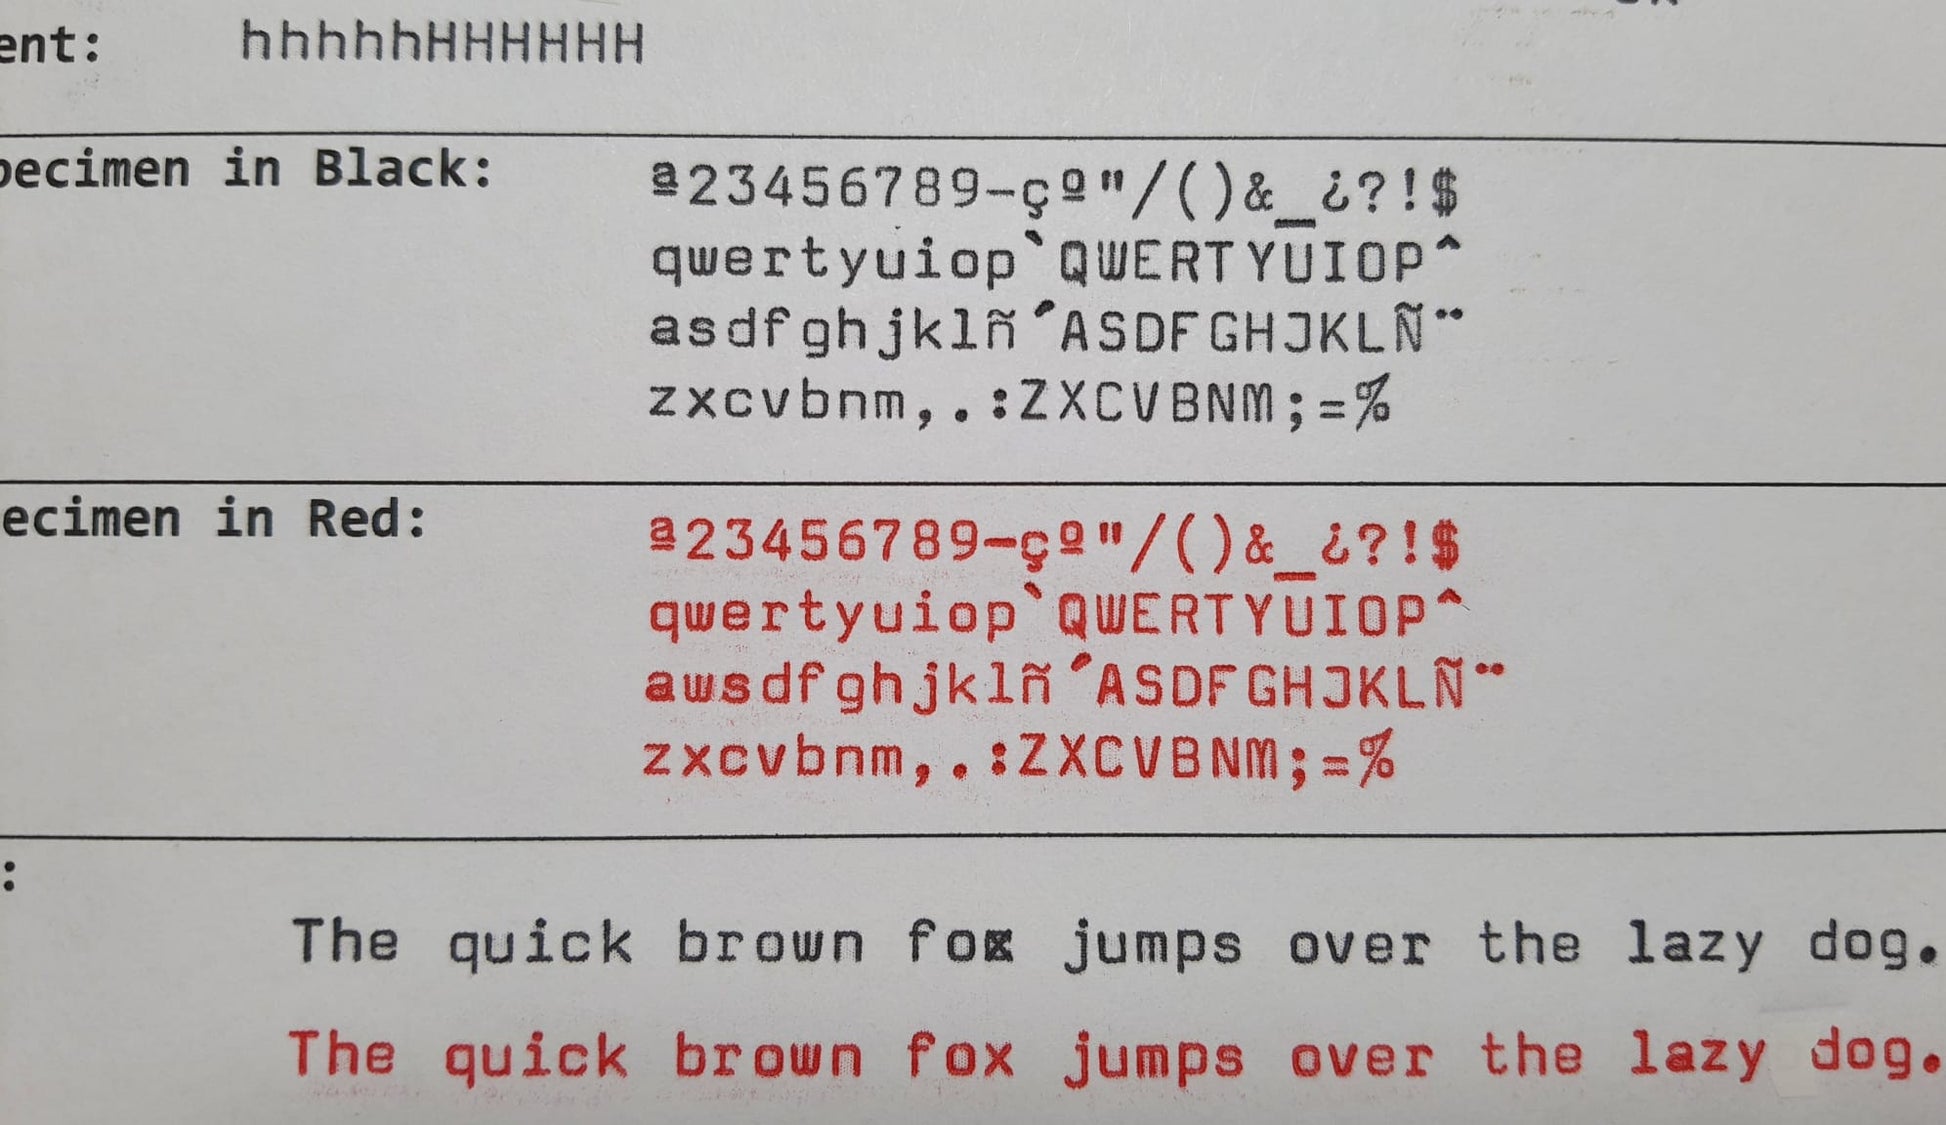 ent: hhhhhhHHHHHH
pecimen in Black: ª23456789-çº"/()&_¿?!$
qwertyuiop`QWERTYUIOP^
asdfghjklñ´ASDFGHJKLÑ¨
zxcvbnm,.:ZXCVBNM;=%
ecimen in Red: ª23456789-çº"/()&_¿?!$
qwertyuiop`QWERTYUIOP^
awsdfghjklñ´ASDFGHJKLÑ¨
zxcvbnm,.:ZXCVBNM;=%
:
The quick brown fox jumps over the lazy dog.
The quick brown fox jumps over the lazy dog.